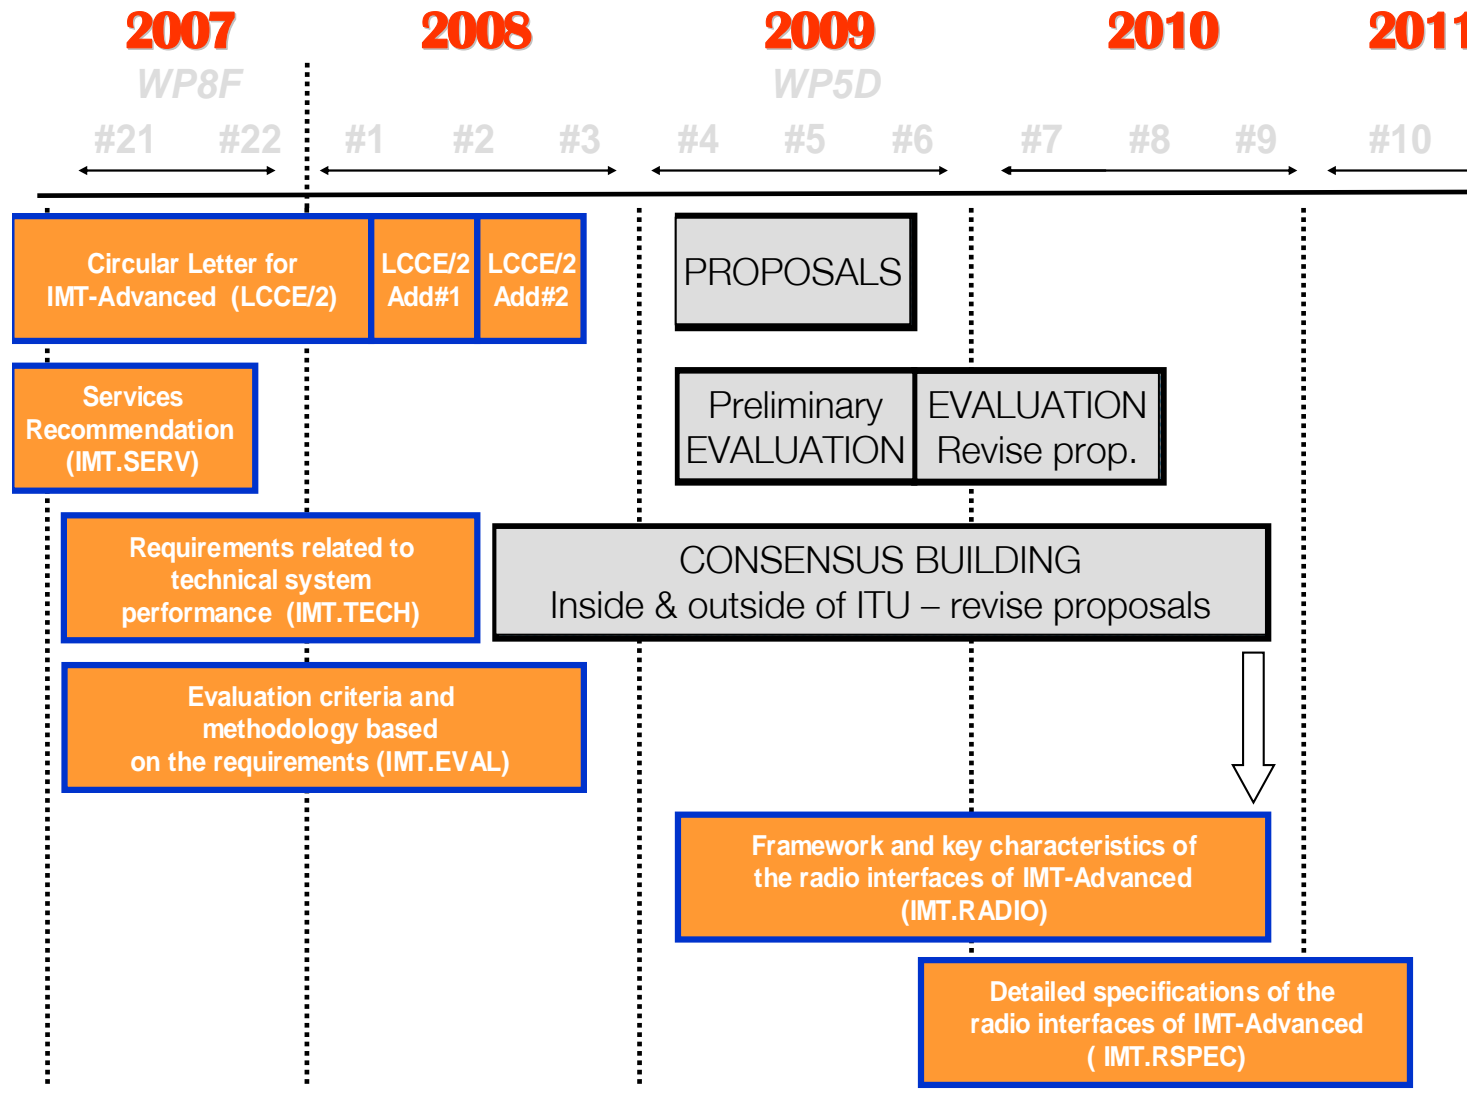 2007 2008 2009 2010 2011
WP8F WP5D
#21 #22 #1 #2 #3 #4 #5 #6 #7 #8 #9 #10
Circular Letter for
IMT-Advanced (LCCE/2)
LCCE/2
Add#1
LCCE/2
Add#2
PROPOSALS
Services
Recommendation
(IMT.SERV)
Preliminary
EVALUATION
EVALUATION
Revise prop.
Requirements related to
technical system
performance (IMT.TECH)
CONSENSUS BUILDING
Inside & outside of ITU – revise proposals
Evaluation criteria and
methodology based
on the requirements (IMT.EVAL)
Framework and key characteristics of
the radio interfaces of IMT-Advanced
(IMT.RADIO)
Detailed specifications of the
radio interfaces of IMT-Advanced
( IMT.RSPEC)